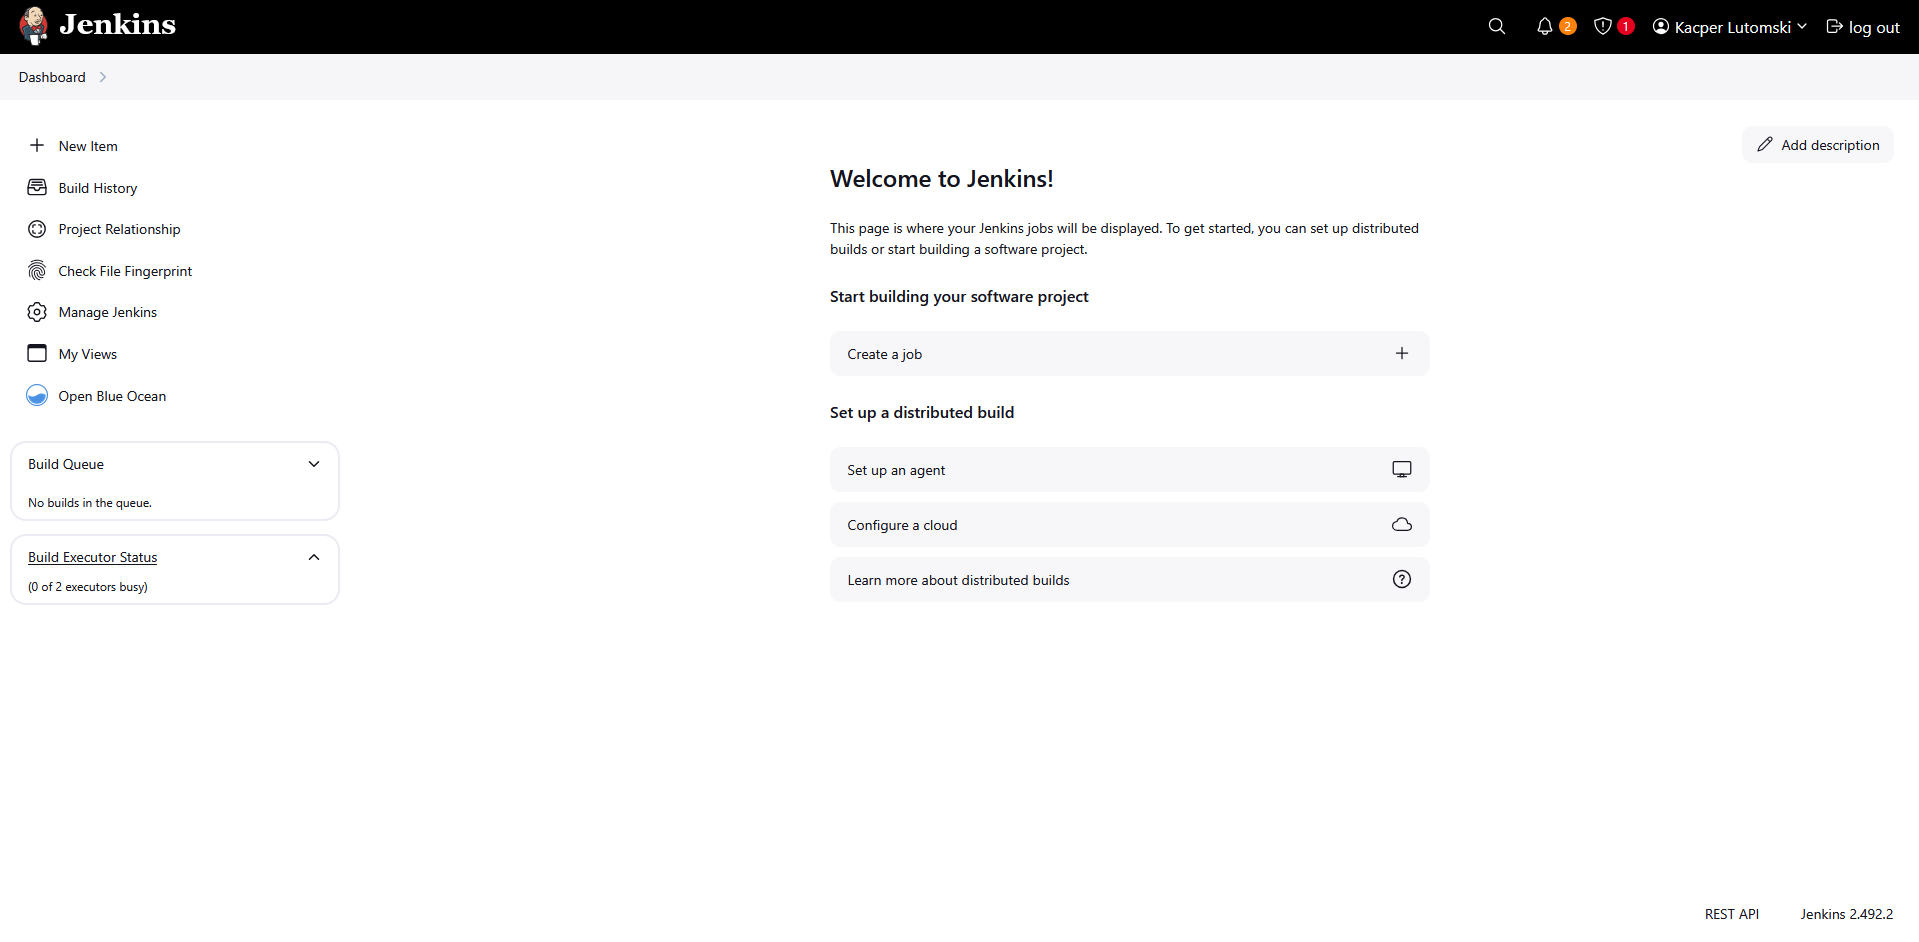 Jenkins
2
1
Kacper Lutomski
log out
Dashboard
New Item
Build History
Project Relationship
Check File Fingerprint
Manage Jenkins
My Views
Open Blue Ocean
Build Queue
No builds in the queue.
Build Executor Status
(0 of 2 executors busy)
Add description
Welcome to Jenkins!
This page is where your Jenkins jobs will be displayed. To get started, you can set up distributed
builds or start building a software project.
Start building your software project
Create a job
Set up a distributed build
Set up an agent
Configure a cloud
Learn more about distributed builds
REST API
Jenkins 2.492.2